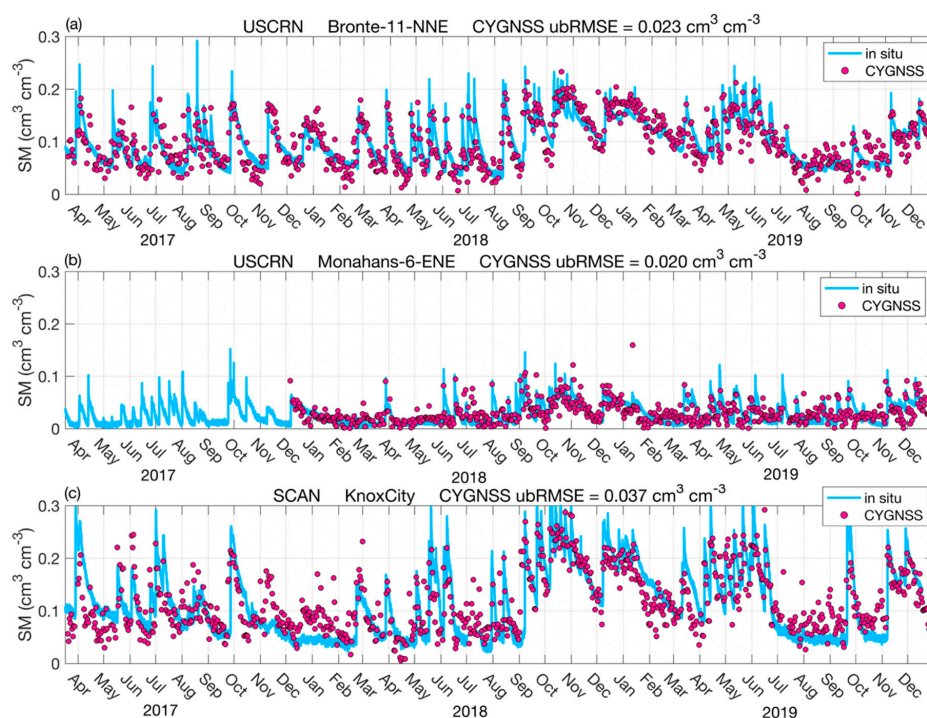 (a) USCRN Bronte-11-NNE CYGNSS ubRMSE = 0.023 cm³ cm⁻³
0.3
0.2
0.1
0
SM (cm³ cm⁻³)
in situ
CYGNSS
Apr May Jun Jul Aug Sep Oct Nov Dec Jan Feb Mar Apr May Jun Jul Aug Sep Oct Nov Dec Jan Feb Mar Apr May Jun Jul Aug Sep Oct Nov Dec
2017 2018 2019
(b) USCRN Monahans-6-ENE CYGNSS ubRMSE = 0.020 cm³ cm⁻³
0.3
0.2
0.1
0
SM (cm³ cm⁻³)
in situ
CYGNSS
Apr May Jun Jul Aug Sep Oct Nov Dec Jan Feb Mar Apr May Jun Jul Aug Sep Oct Nov Dec Jan Feb Mar Apr May Jun Jul Aug Sep Oct Nov Dec
2017 2018 2019
(c) SCAN KnoxCity CYGNSS ubRMSE = 0.037 cm³ cm⁻³
0.3
0.2
0.1
0
SM (cm³ cm⁻³)
in situ
CYGNSS
Apr May Jun Jul Aug Sep Oct Nov Dec Jan Feb Mar Apr May Jun Jul Aug Sep Oct Nov Dec Jan Feb Mar Apr May Jun Jul Aug Sep Oct Nov Dec
2017 2018 2019